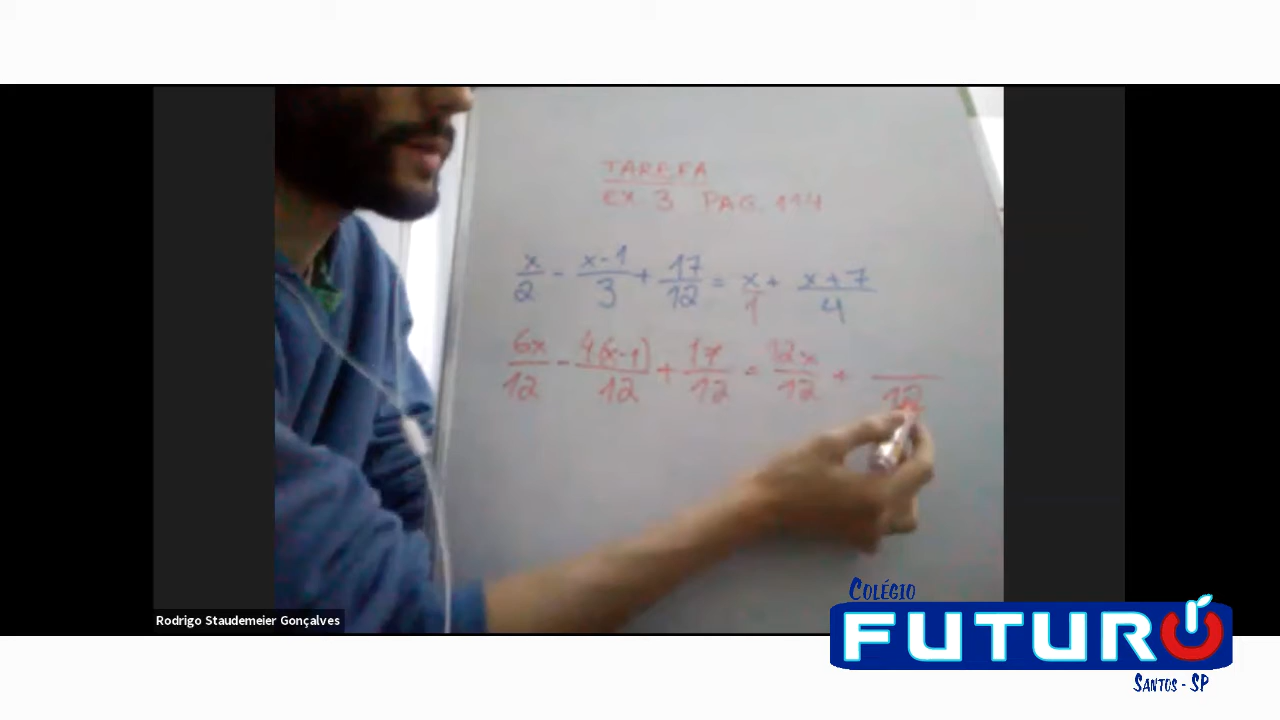 TAREFA
EX. 3 PAG. 114
x/2 - x-1/3 + 17/12 = x/1 + x+7/4
6x/12 - 4(x-1)/12 + 17/12 = 12x/12 + /12
Rodrigo Staudemeier Gonçalves
COLÉGIO
FUTURO
SANTOS - SP